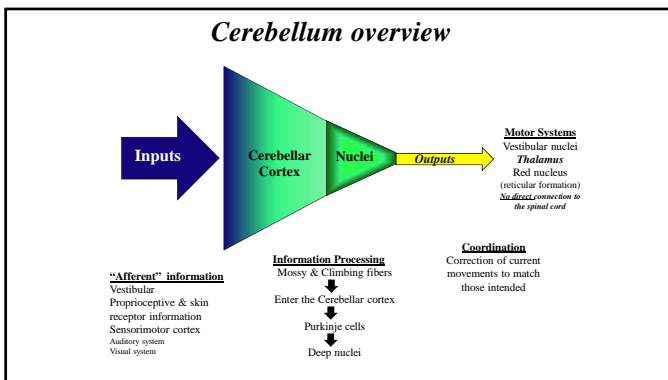 Cerebellum overview
Inputs
Cerebellar
Cortex
Nuclei
Outputs
Motor Systems
Vestibular nuclei
Thalamus
Red nucleus
(reticular formation)
No direct connection to
the spinal cord
"Afferent" information
Vestibular
Proprioceptive & skin
receptor information
Sensorimotor cortex
Auditory system
Visual system
Information Processing
Mossy & Climbing fibers
Enter the Cerebellar cortex
Purkinje cells
Deep nuclei
Coordination
Correction of current
movements to match
those intended